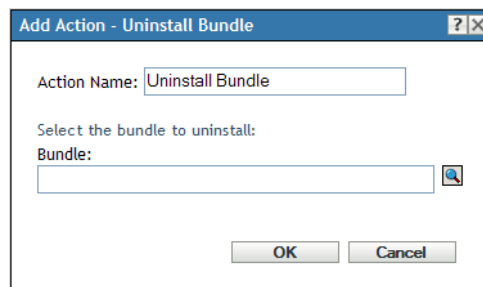 Add Action - Uninstall Bundle ? X
Action Name: Uninstall Bundle
Select the bundle to uninstall:
Bundle:
OK Cancel